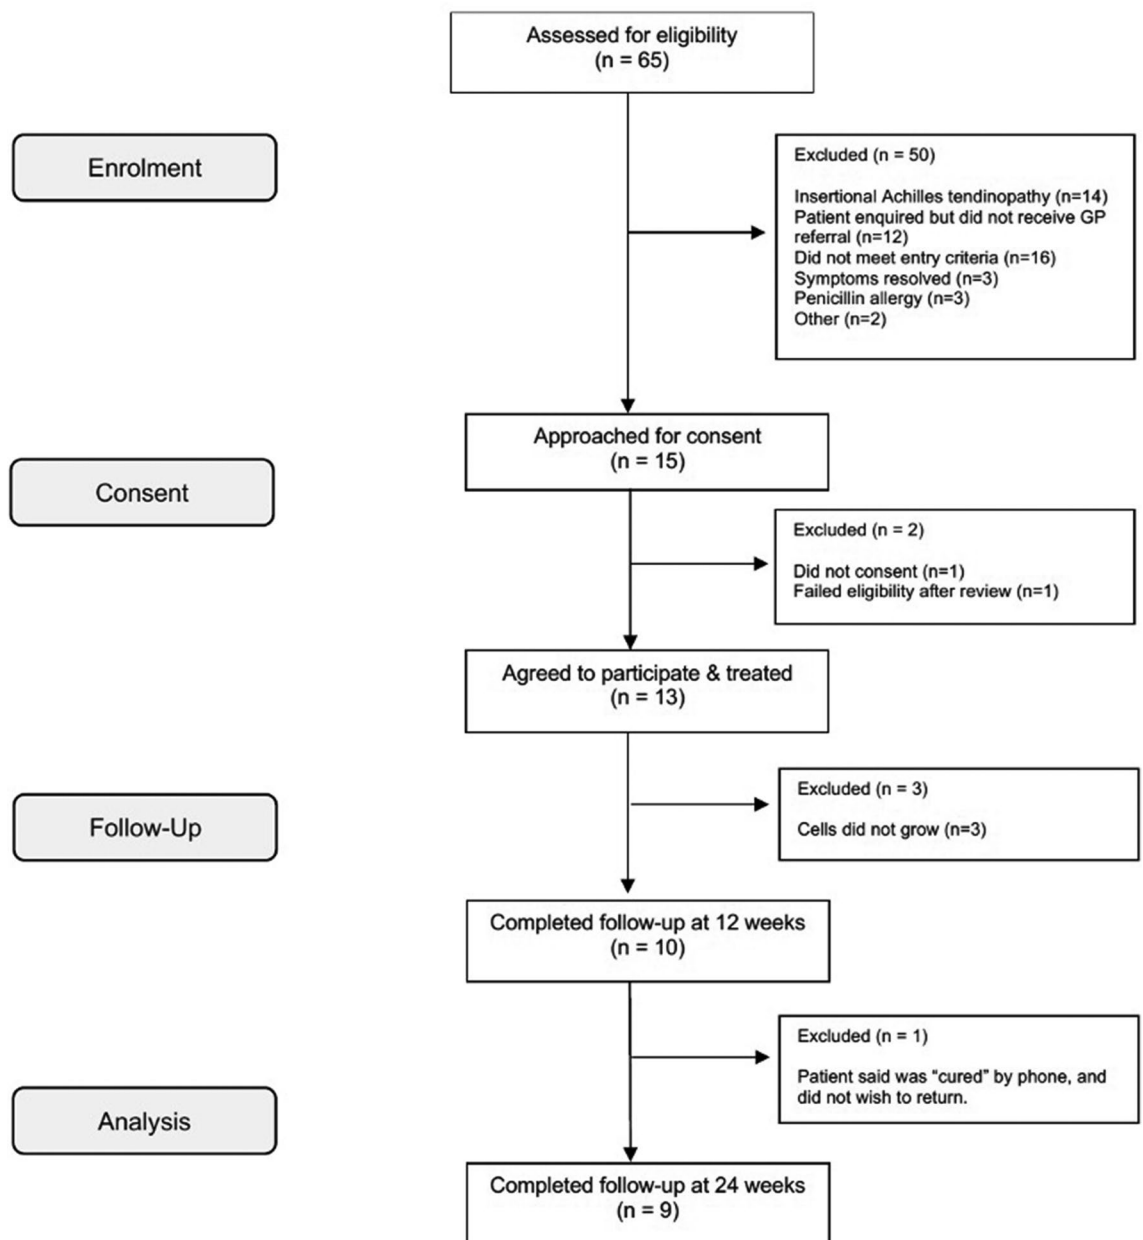 Assessed for eligibility
(n = 65)
Enrolment
Excluded (n = 50)
Insertional Achilles tendinopathy (n=14)
Patient enquired but did not receive GP
referral (n=12)
Did not meet entry criteria (n=16)
Symptoms resolved (n=3)
Penicillin allergy (n=3)
Other (n=2)
Approached for consent
(n = 15)
Consent
Excluded (n = 2)
Did not consent (n=1)
Failed eligibility after review (n=1)
Agreed to participate & treated
(n = 13)
Follow-Up
Excluded (n = 3)
Cells did not grow (n=3)
Completed follow-up at 12 weeks
(n = 10)
Excluded (n = 1)
Patient said was “cured” by phone, and
did not wish to return.
Analysis
Completed follow-up at 24 weeks
(n = 9)